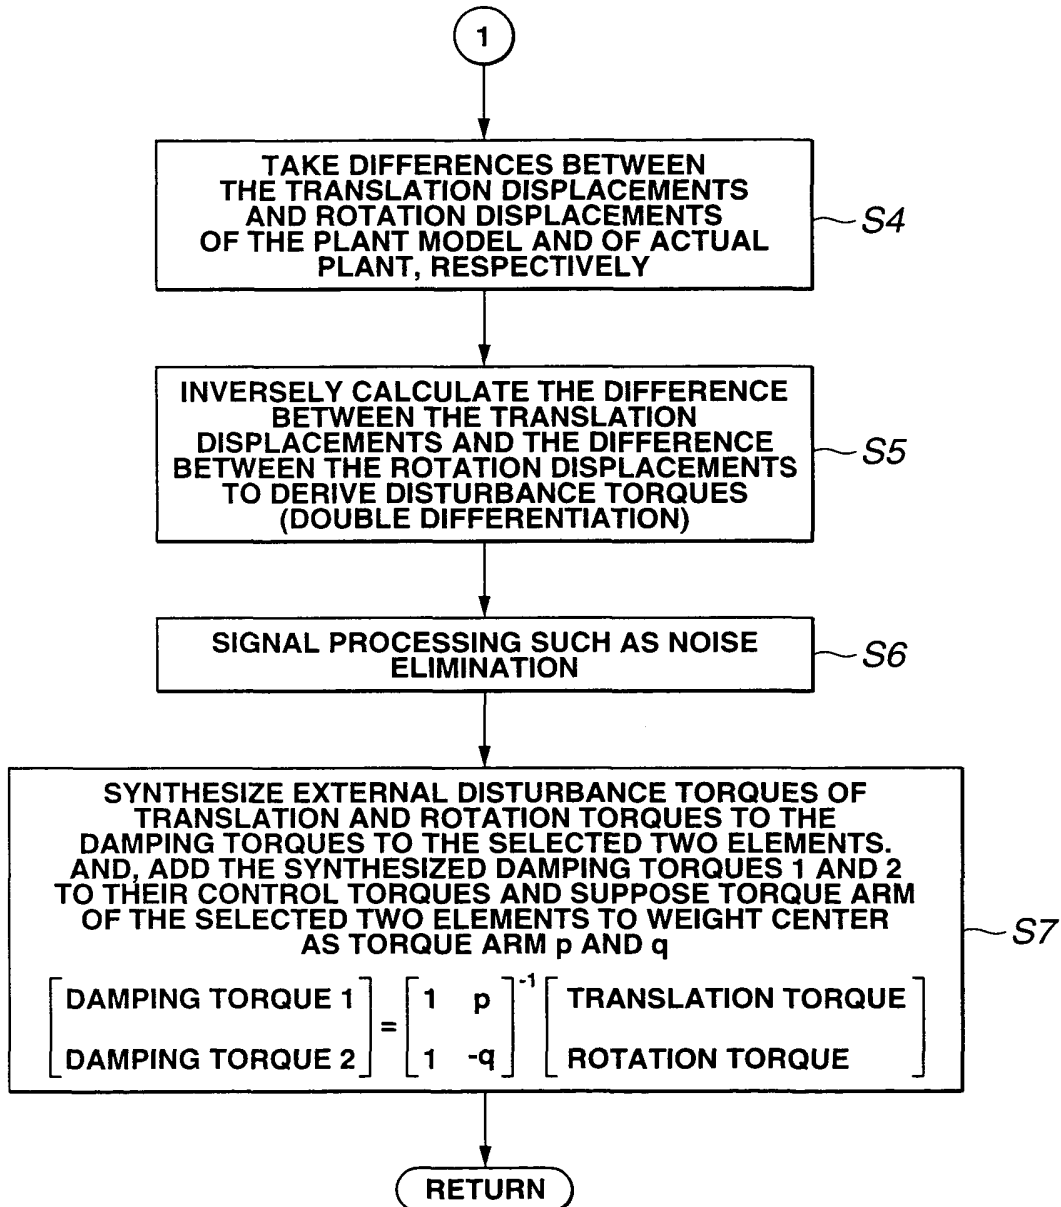 1
TAKE DIFFERENCES BETWEEN
THE TRANSLATION DISPLACEMENTS
AND ROTATION DISPLACEMENTS
OF THE PLANT MODEL AND OF ACTUAL
PLANT, RESPECTIVELY
S4
INVERSELY CALCULATE THE DIFFERENCE
BETWEEN THE TRANSLATION
DISPLACEMENTS AND THE DIFFERENCE
BETWEEN THE ROTATION DISPLACEMENTS
TO DERIVE DISTURBANCE TORQUES
(DOUBLE DIFFERENTIATION)
S5
SIGNAL PROCESSING SUCH AS NOISE
ELIMINATION
S6
SYNTHESIZE EXTERNAL DISTURBANCE TORQUES OF
TRANSLATION AND ROTATION TORQUES TO THE
DAMPING TORQUES TO THE SELECTED TWO ELEMENTS.
AND, ADD THE SYNTHESIZED DAMPING TORQUES 1 AND 2
TO THEIR CONTROL TORQUES AND SUPPOSE TORQUE ARM
OF THE SELECTED TWO ELEMENTS TO WEIGHT CENTER
AS TORQUE ARM p AND q
S7
DAMPING TORQUE 1 = 1 p -1 TRANSLATION TORQUE
DAMPING TORQUE 2 1 -q ROTATION TORQUE
RETURN